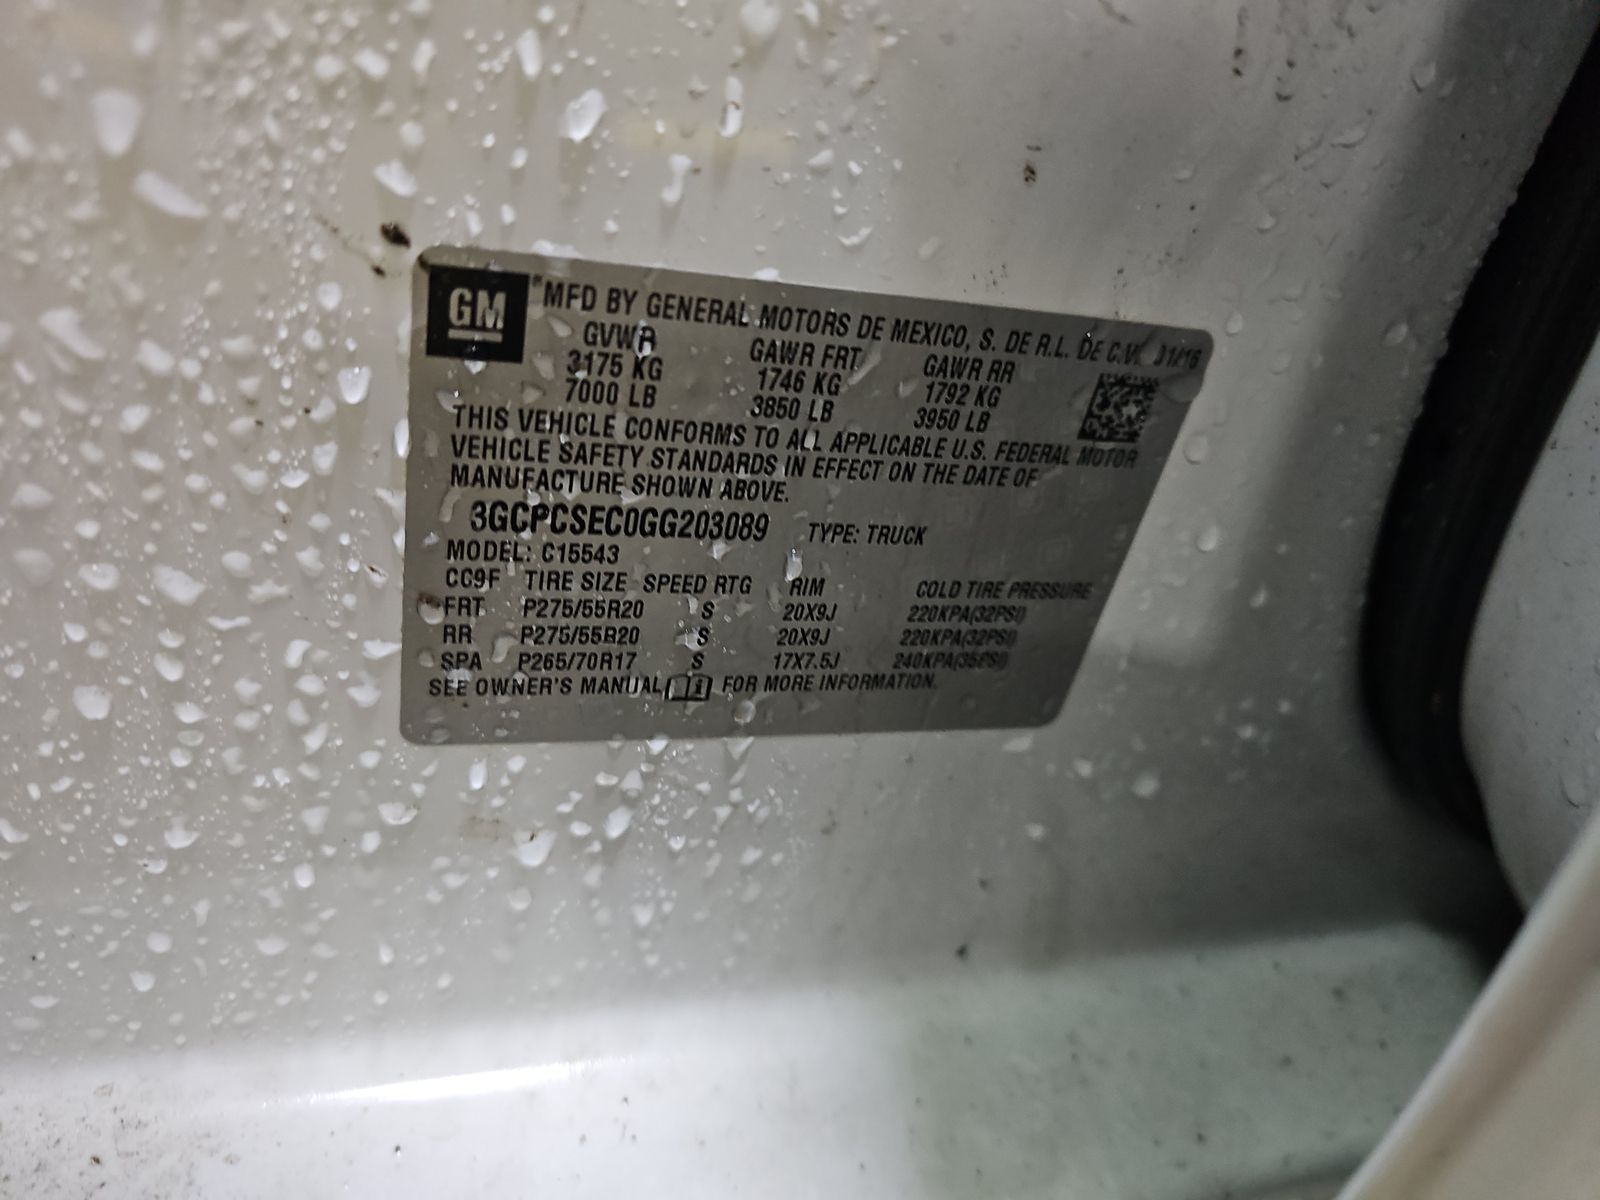 GM
MFD BY GENERAL MOTORS DE MEXICO, S. DE R.L. DE C.V. 01/16
GVWR GAWR FRT GAWR RR
3175 KG 1746 KG 1792 KG
7000 LB 3850 LB 3950 LB
THIS VEHICLE CONFORMS TO ALL APPLICABLE U.S. FEDERAL MOTOR
VEHICLE SAFETY STANDARDS IN EFFECT ON THE DATE OF
MANUFACTURE SHOWN ABOVE.
3GCPCSEC0GG203089 TYPE: TRUCK
MODEL: C15543
CC9F TIRE SIZE SPEED RTG RIM COLD TIRE PRESSURE
FRT P275/55R20 S 20X9J 220KPA(32PSI)
RR P275/55R20 S 20X9J 220KPA(32PSI)
SPA P265/70R17 S 17X7.5J 240KPA(35PSI)
SEE OWNER'S MANUAL FOR MORE INFORMATION.